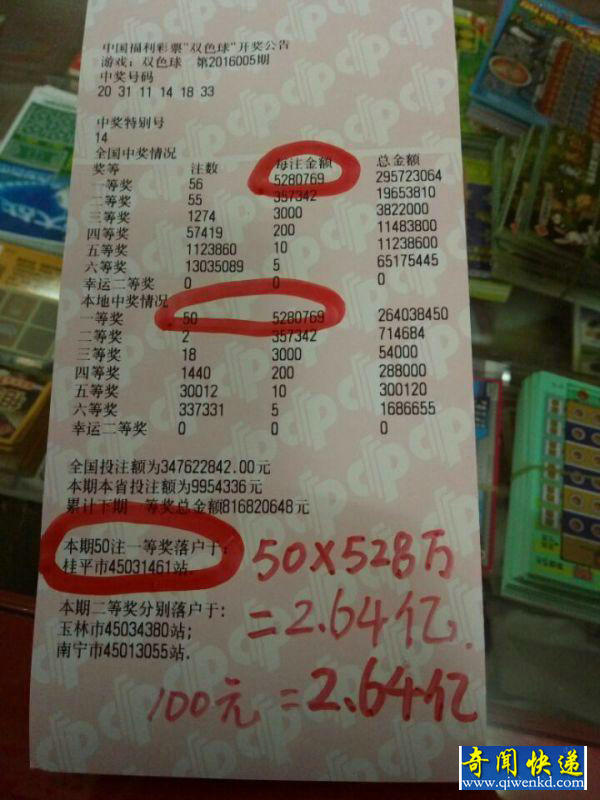 中国福利彩票"双色球"开奖公告
游戏：双色球 第2016005期
中奖号码
20 31 11 14 18 33
中奖特别号
14
全国中奖情况
奖等 注数 每注金额 总金额
一等奖 56 5280769 295723064
二等奖 55 357342 19653810
三等奖 1274 3000 3822000
四等奖 57419 200 11483800
五等奖 1123860 10 11238600
六等奖 13035089 5 65175445
幸运二等奖 0 0 0
本地中奖情况
一等奖 50 5280769 264038450
二等奖 2 357342 714684
三等奖 18 3000 54000
四等奖 1440 200 288000
五等奖 30012 10 300120
六等奖 337331 5 1686655
幸运二等奖 0 0 0
全国投注额为347622842.00元
本期本省投注额为9954336元
累计下期一等奖总金额816820648元
本期50注一等奖落户于：
桂平市45031461站.
本期二等奖分别落户于：
玉林市45034380站；
南宁市45013055站.
50×528万
=2.64亿.
100元=2.64亿
奇闻快递
www.qiwenkd.com